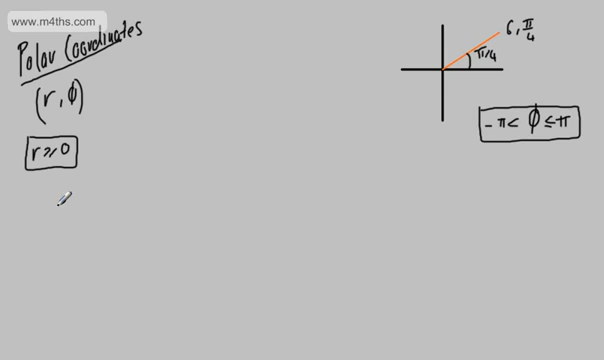 www.m4ths.com
Polar Coordinates
(r, ϕ)
r ⩾ 0
6, π/4
π/4
-π < ϕ ≤ π